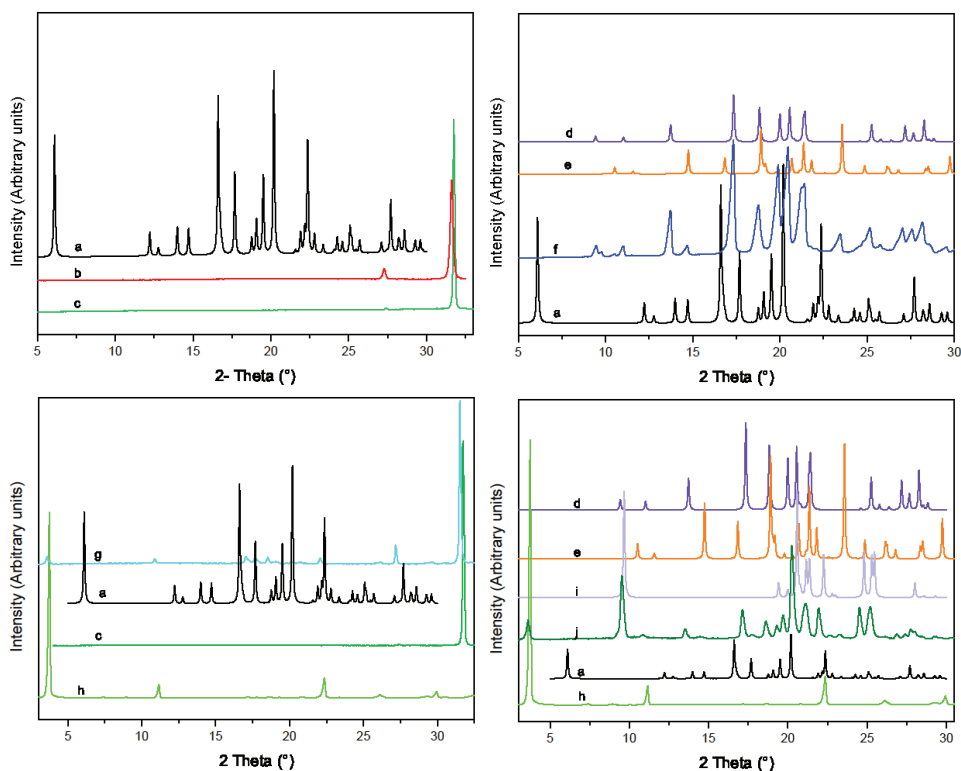 Intensity (Arbitrary units)
a
b
c
5 10 15 20 25 30
2- Theta (°)
Intensity (Arbitrary units)
d
e
f
a
5 10 15 20 25 30
2 Theta (°)
Intensity (Arbitrary units)
g
a
c
h
5 10 15 20 25 30
2 Theta (°)
Intensity (Arbitrary units)
d
e
i
j
a
h
5 10 15 20 25 30
2 Theta (°)